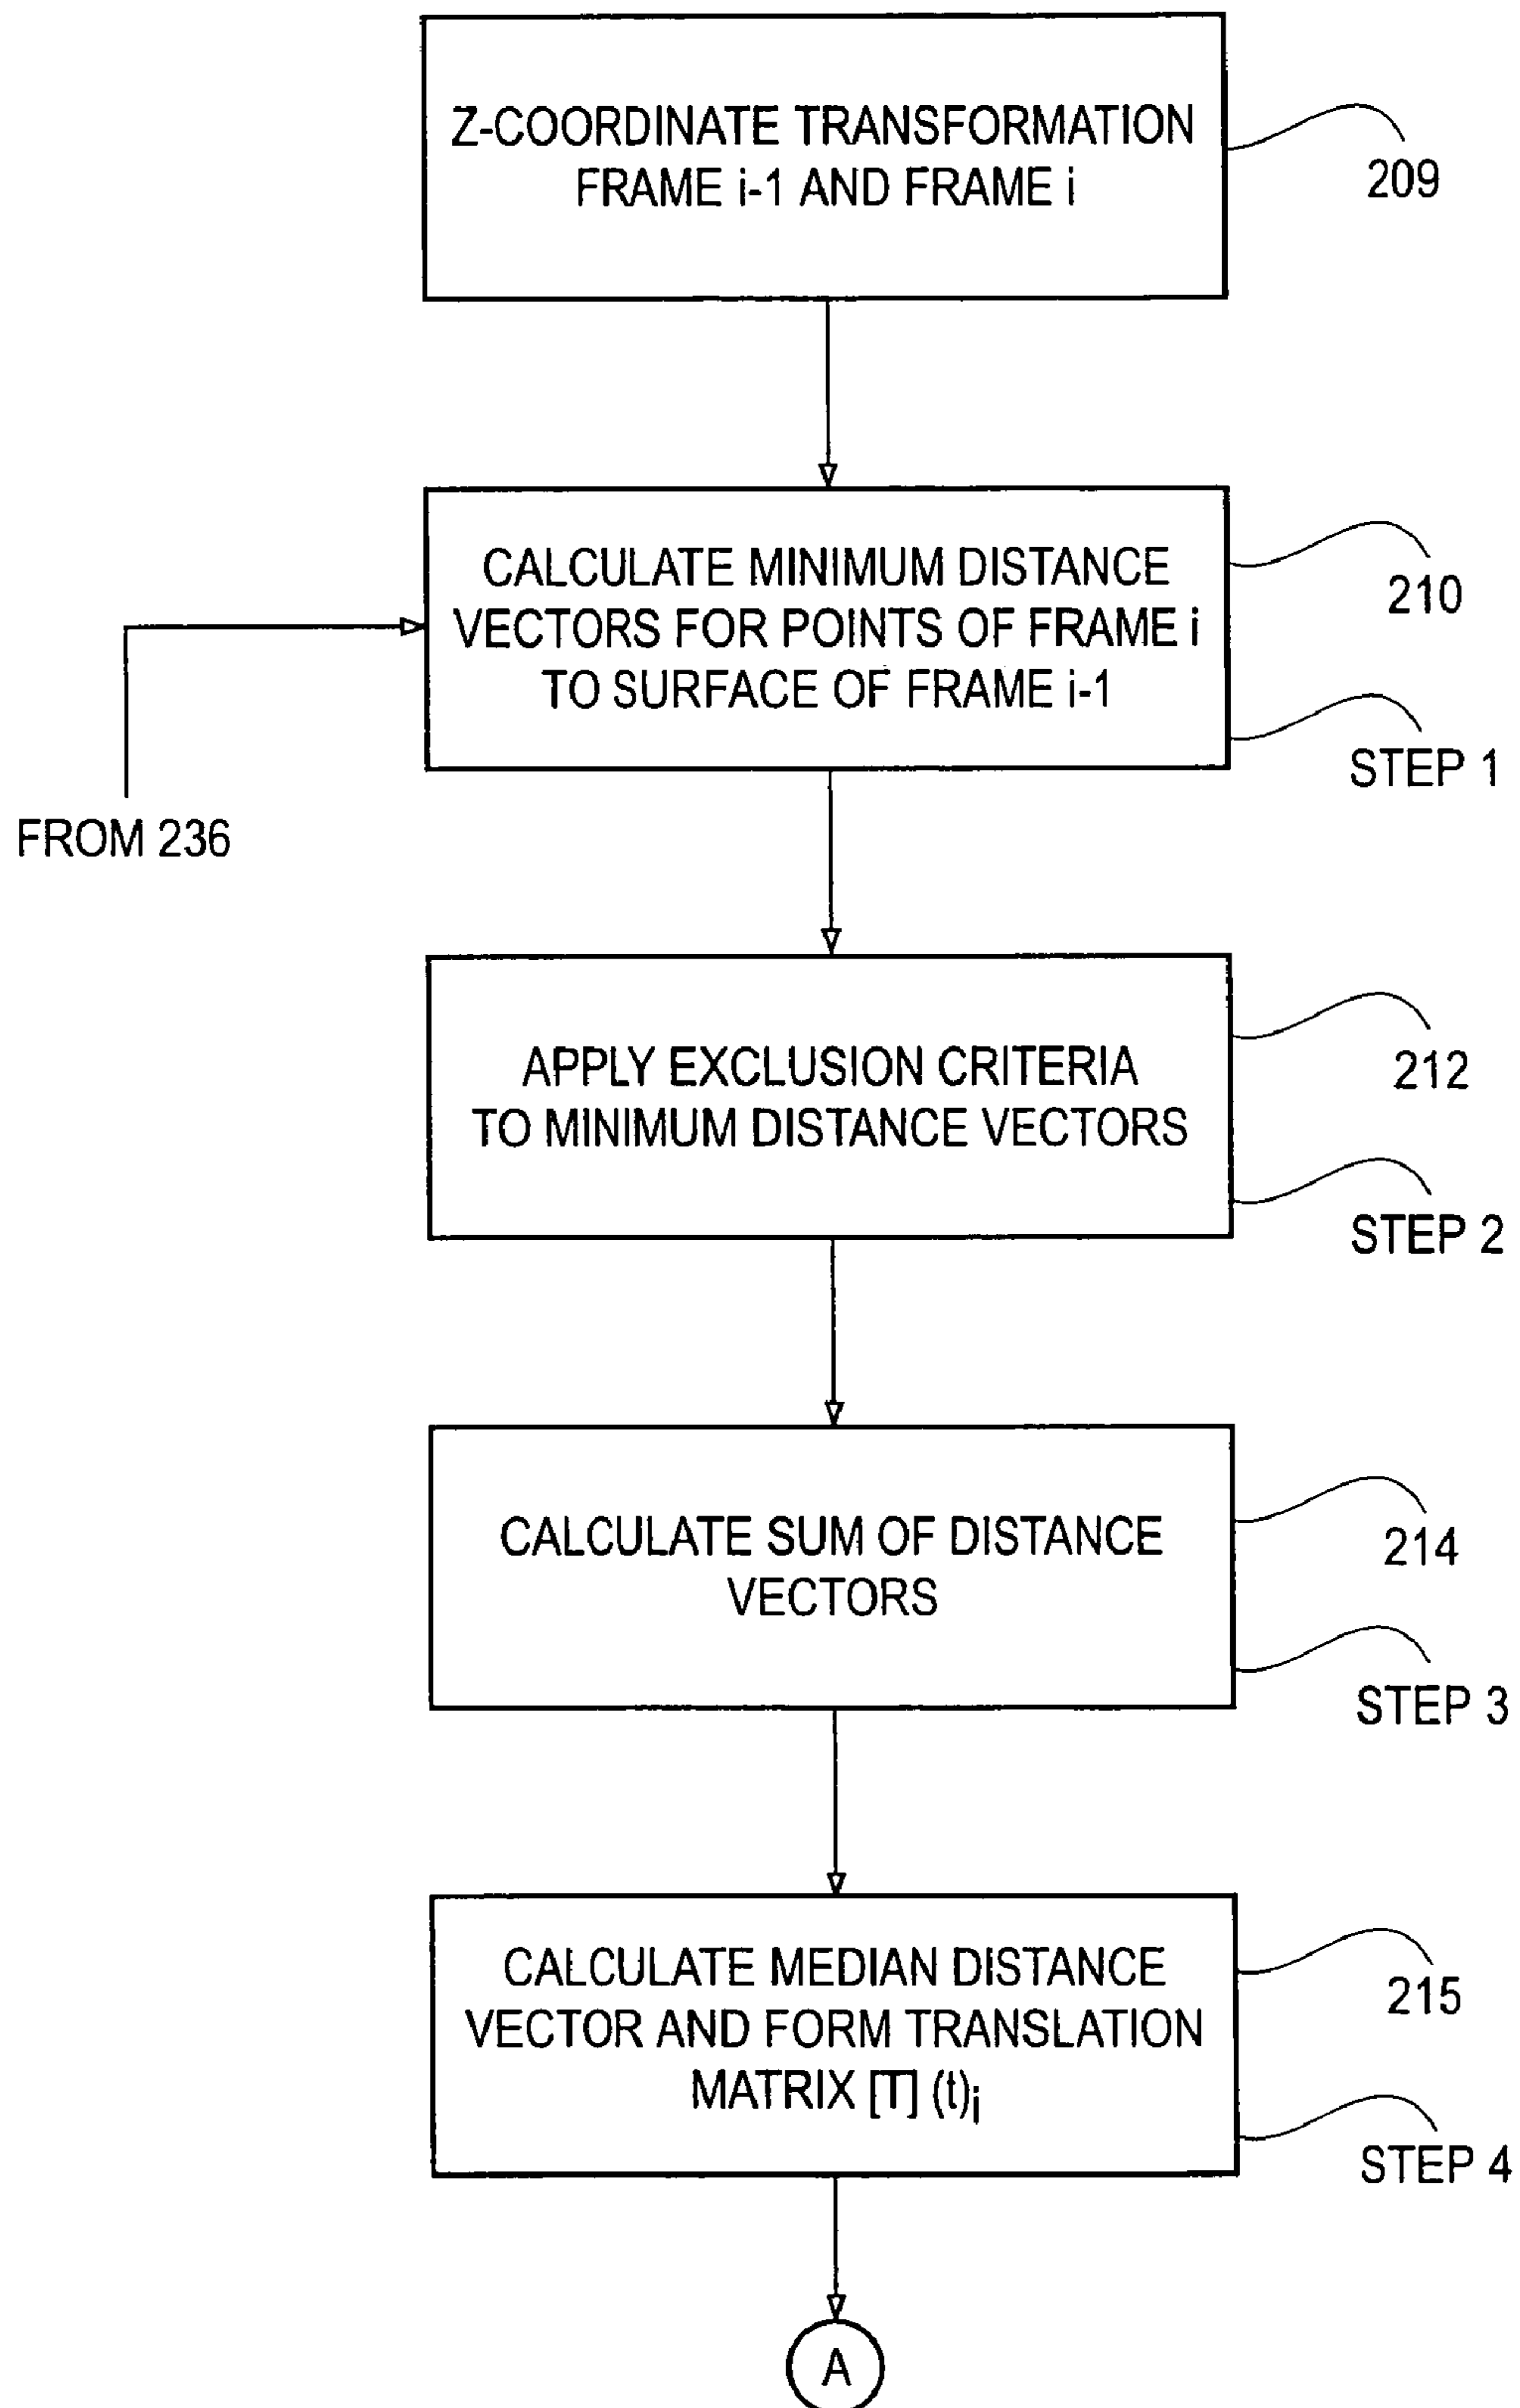 Z-COORDINATE TRANSFORMATION
FRAME i-1 AND FRAME i
209
CALCULATE MINIMUM DISTANCE
VECTORS FOR POINTS OF FRAME i
TO SURFACE OF FRAME i-1
210
STEP 1
FROM 236
APPLY EXCLUSION CRITERIA
TO MINIMUM DISTANCE VECTORS
212
STEP 2
CALCULATE SUM OF DISTANCE
VECTORS
214
STEP 3
CALCULATE MEDIAN DISTANCE
VECTOR AND FORM TRANSLATION
MATRIX [T] (t)i
215
STEP 4
A